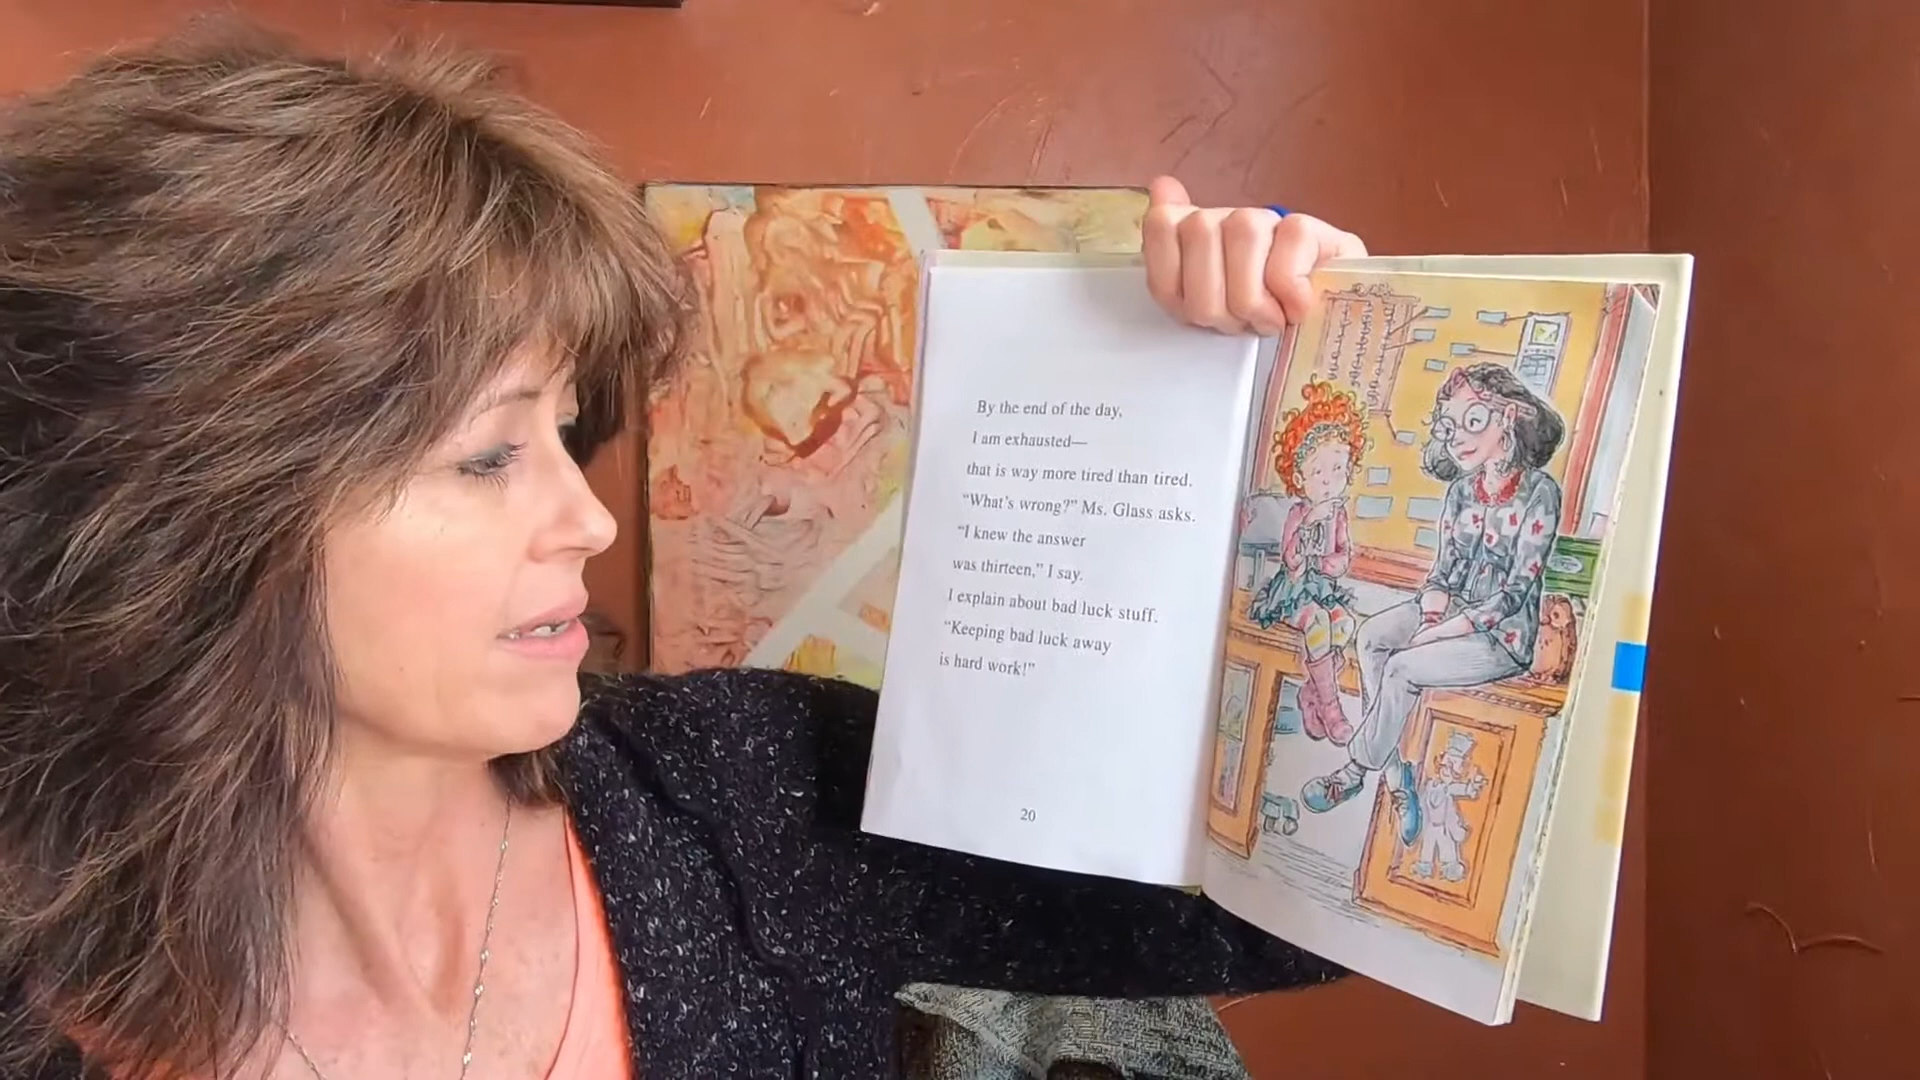 By the end of the day,
I am exhausted—
that is way more tired than tired.
“What’s wrong?” Ms. Glass asks.
“I knew the answer
was thirteen,” I say.
I explain about bad luck stuff.
“Keeping bad luck away
is hard work!”
20